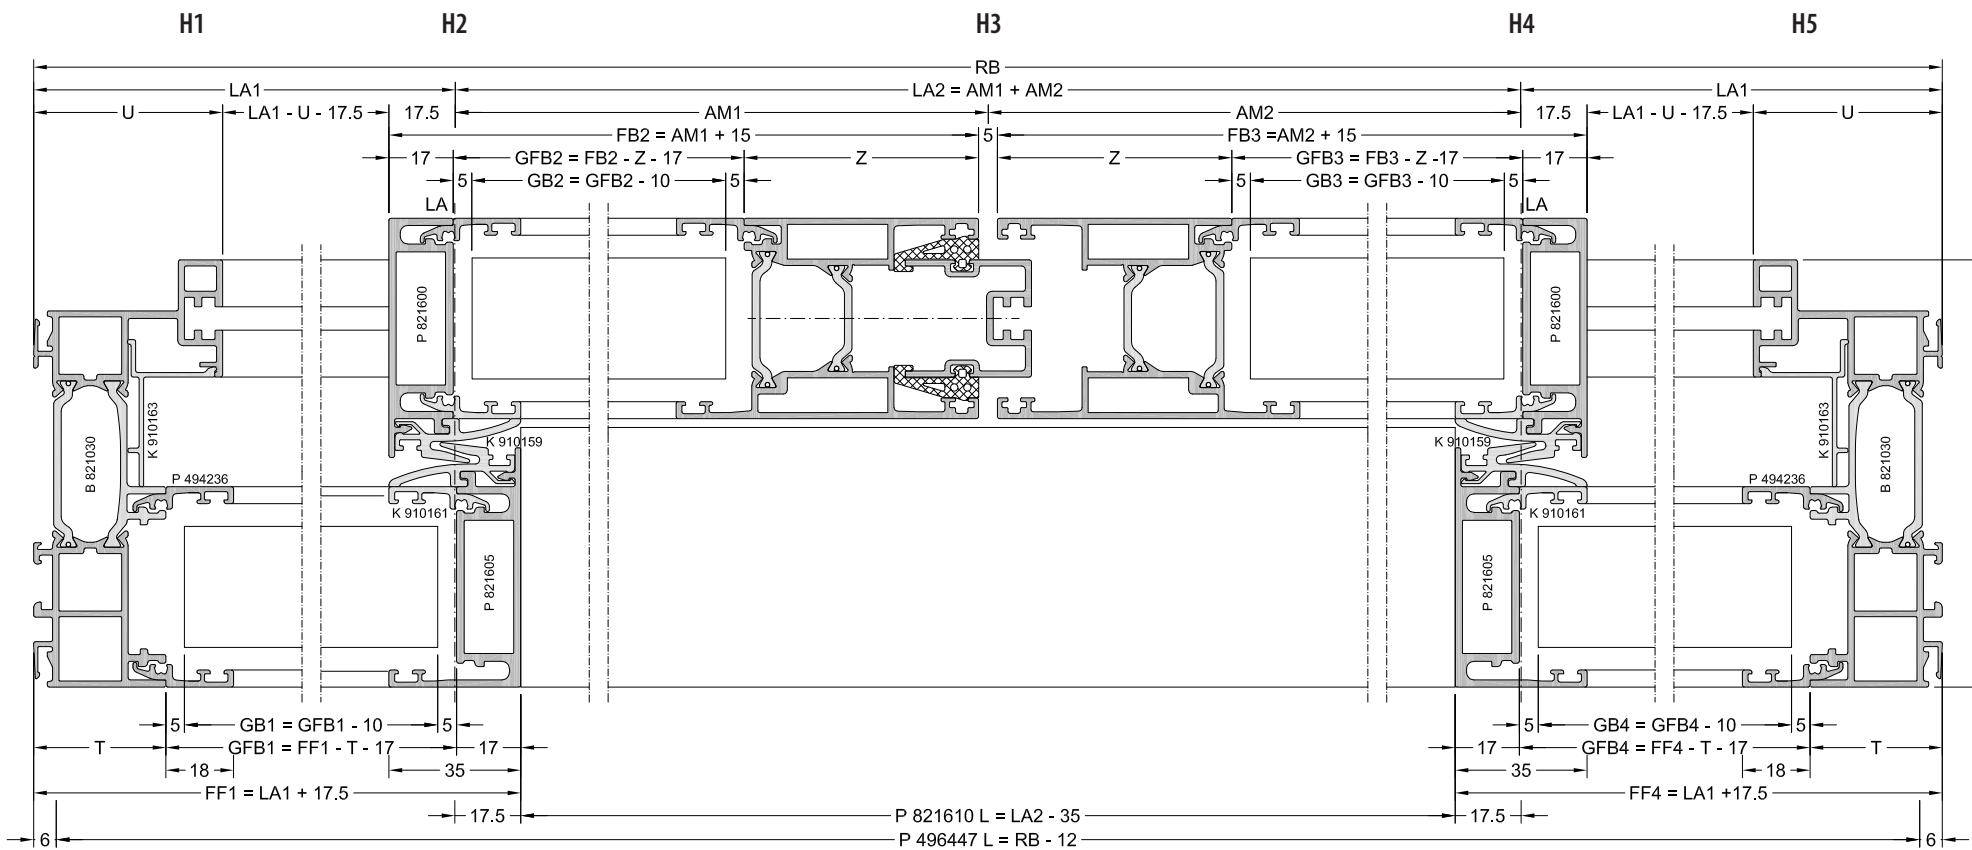 H1 H2 H3 H4 H5
RB
LA1 LA2 = AM1 + AM2 LA1
U LA1 - U - 17.5 17.5 AM1 AM2 17.5 LA1 - U - 17.5 U
FB2 = AM1 + 15 5 FB3 =AM2 + 15
17 GFB2 = FB2 - Z - 17 Z Z GFB3 = FB3 - Z -17 17
5 GB2 = GFB2 - 10 5 5 GB3 = GFB3 - 10 5
LA LA
P 821600 P 821600
K 910163 K 910163
B 821030 B 821030
K 910159 K 910159
P 494236 P 494236
K 910161 K 910161
P 821605 P 821605
5 GB1 = GFB1 - 10 5 5 GB4 = GFB4 - 10 5
T GFB1 = FF1 - T - 17 17 17 GFB4 = FF4 - T - 17 T
18 35 35 18
FF1 = LA1 + 17.5 FF4 = LA1 +17.5
17.5 P 821610 L = LA2 - 35 17.5
6 P 496447 L = RB - 12 6